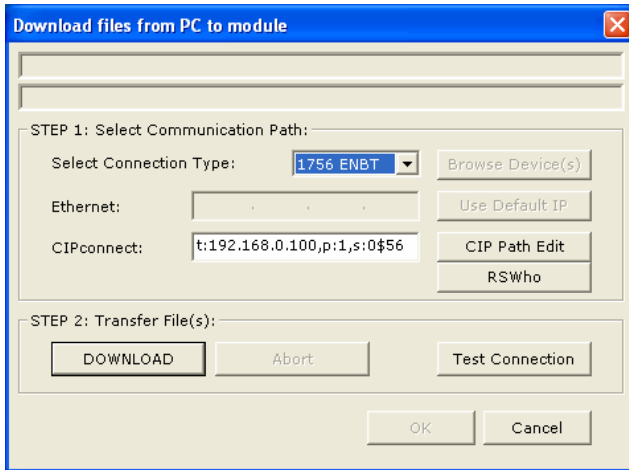 Download files from PC to module
STEP 1: Select Communication Path:
Select Connection Type: 1756 ENBT Browse Device(s)
Ethernet: . . . Use Default IP
CIPconnect: t:192.168.0.100,p:1,s:0$56 CIP Path Edit
RSWho
STEP 2: Transfer File(s):
DOWNLOAD Abort Test Connection
OK Cancel